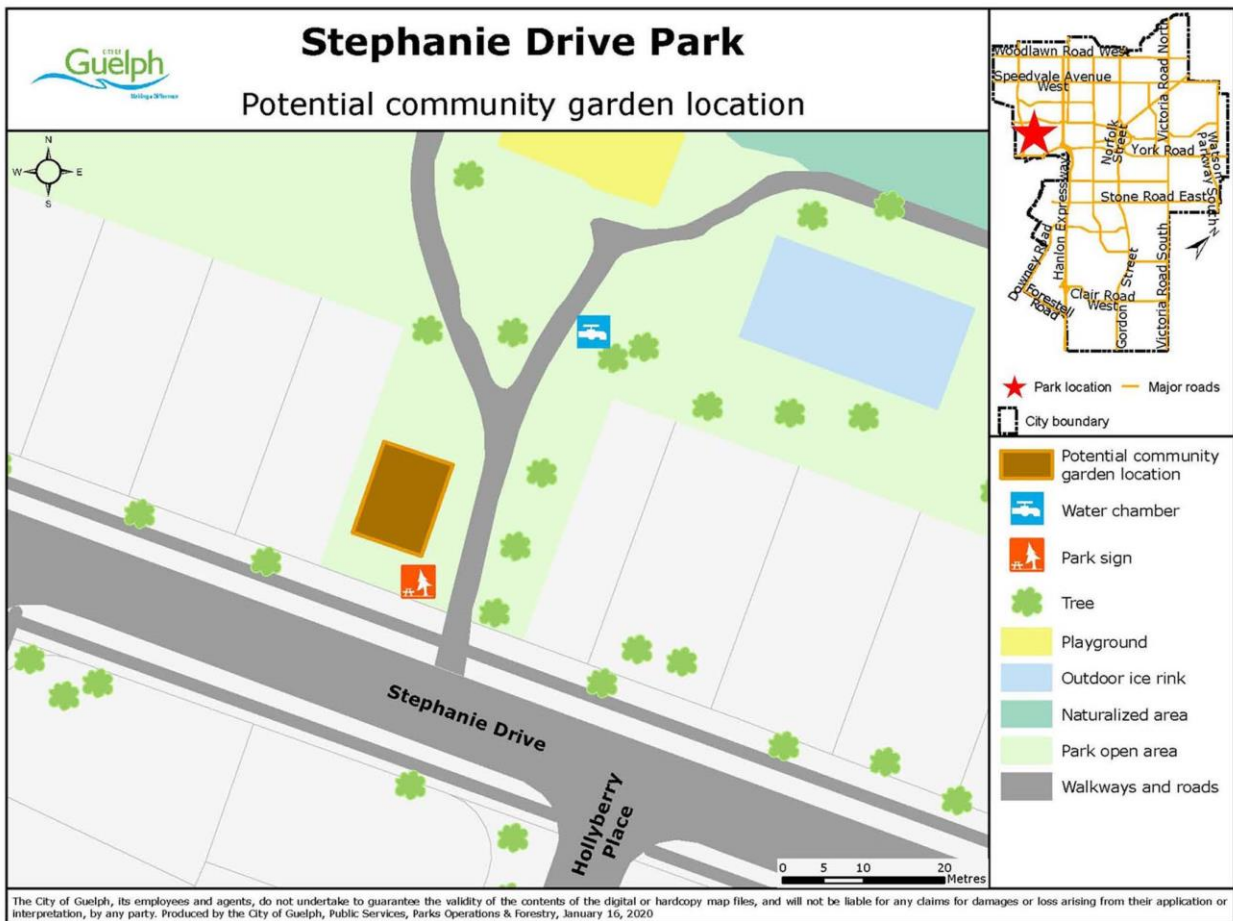 CITY OF
Guelph
Making a Difference
Stephanie Drive Park
Potential community garden location
N
W
E
S
Stephanie Drive
Hollyberry
Place
0 5 10 20
Metres
Woodlawn Road West
Speedvale Avenue
West
Victoria Road North
Norfolk
Street
York Road
Watson
Parkway South
Stone Road East
Hanlon Expressway
Downey Road
Forestell
Road
Clair Road
West
Gordon
Street
Victoria Road South
N
Park location
Major roads
City boundary
Potential community
garden location
Water chamber
Park sign
Tree
Playground
Outdoor ice rink
Naturalized area
Park open area
Walkways and roads
The City of Guelph, its employees and agents, do not undertake to guarantee the validity of the contents of the digital or hardcopy map files, and will not be liable for any claims for damages or loss arising from their application or
interpretation, by any party. Produced by the City of Guelph, Public Services, Parks Operations & Forestry, January 16, 2020